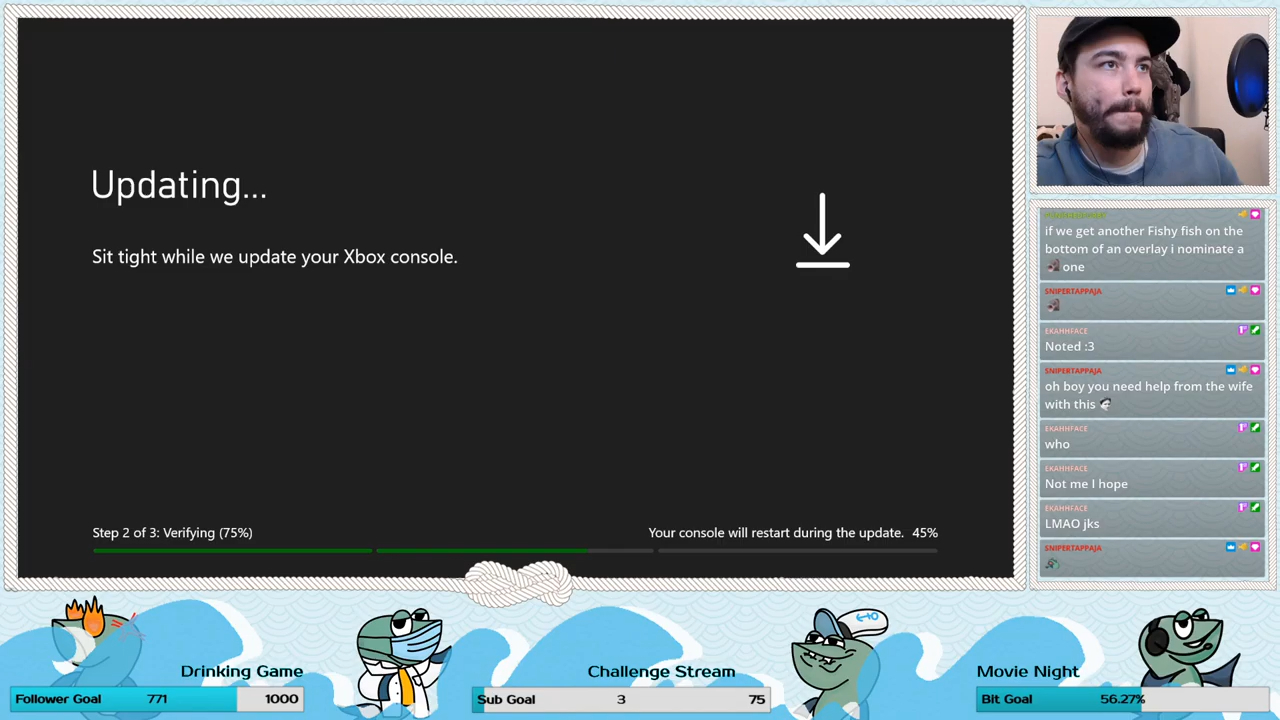 Updating...
Sit tight while we update your Xbox console.
Step 2 of 3: Verifying (75%)
Your console will restart during the update. 45%
if we get another Fishy fish on the
bottom of an overlay i nominate a
one
SNIPERTAPPAJA
EKAHHFACE
Noted :3
SNIPERTAPPAJA
oh boy you need help from the wife
with this
EKAHHFACE
who
EKAHHFACE
Not me I hope
EKAHHFACE
LMAO jks
SNIPERTAPPAJA
Drinking Game
Follower Goal 771 1000
Challenge Stream
Sub Goal 3 75
Movie Night
Bit Goal 56.27%